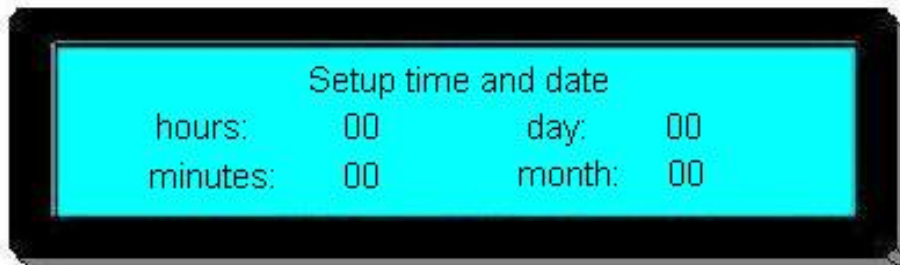 Setup time and date
hours: 00 day: 00
minutes: 00 month: 00